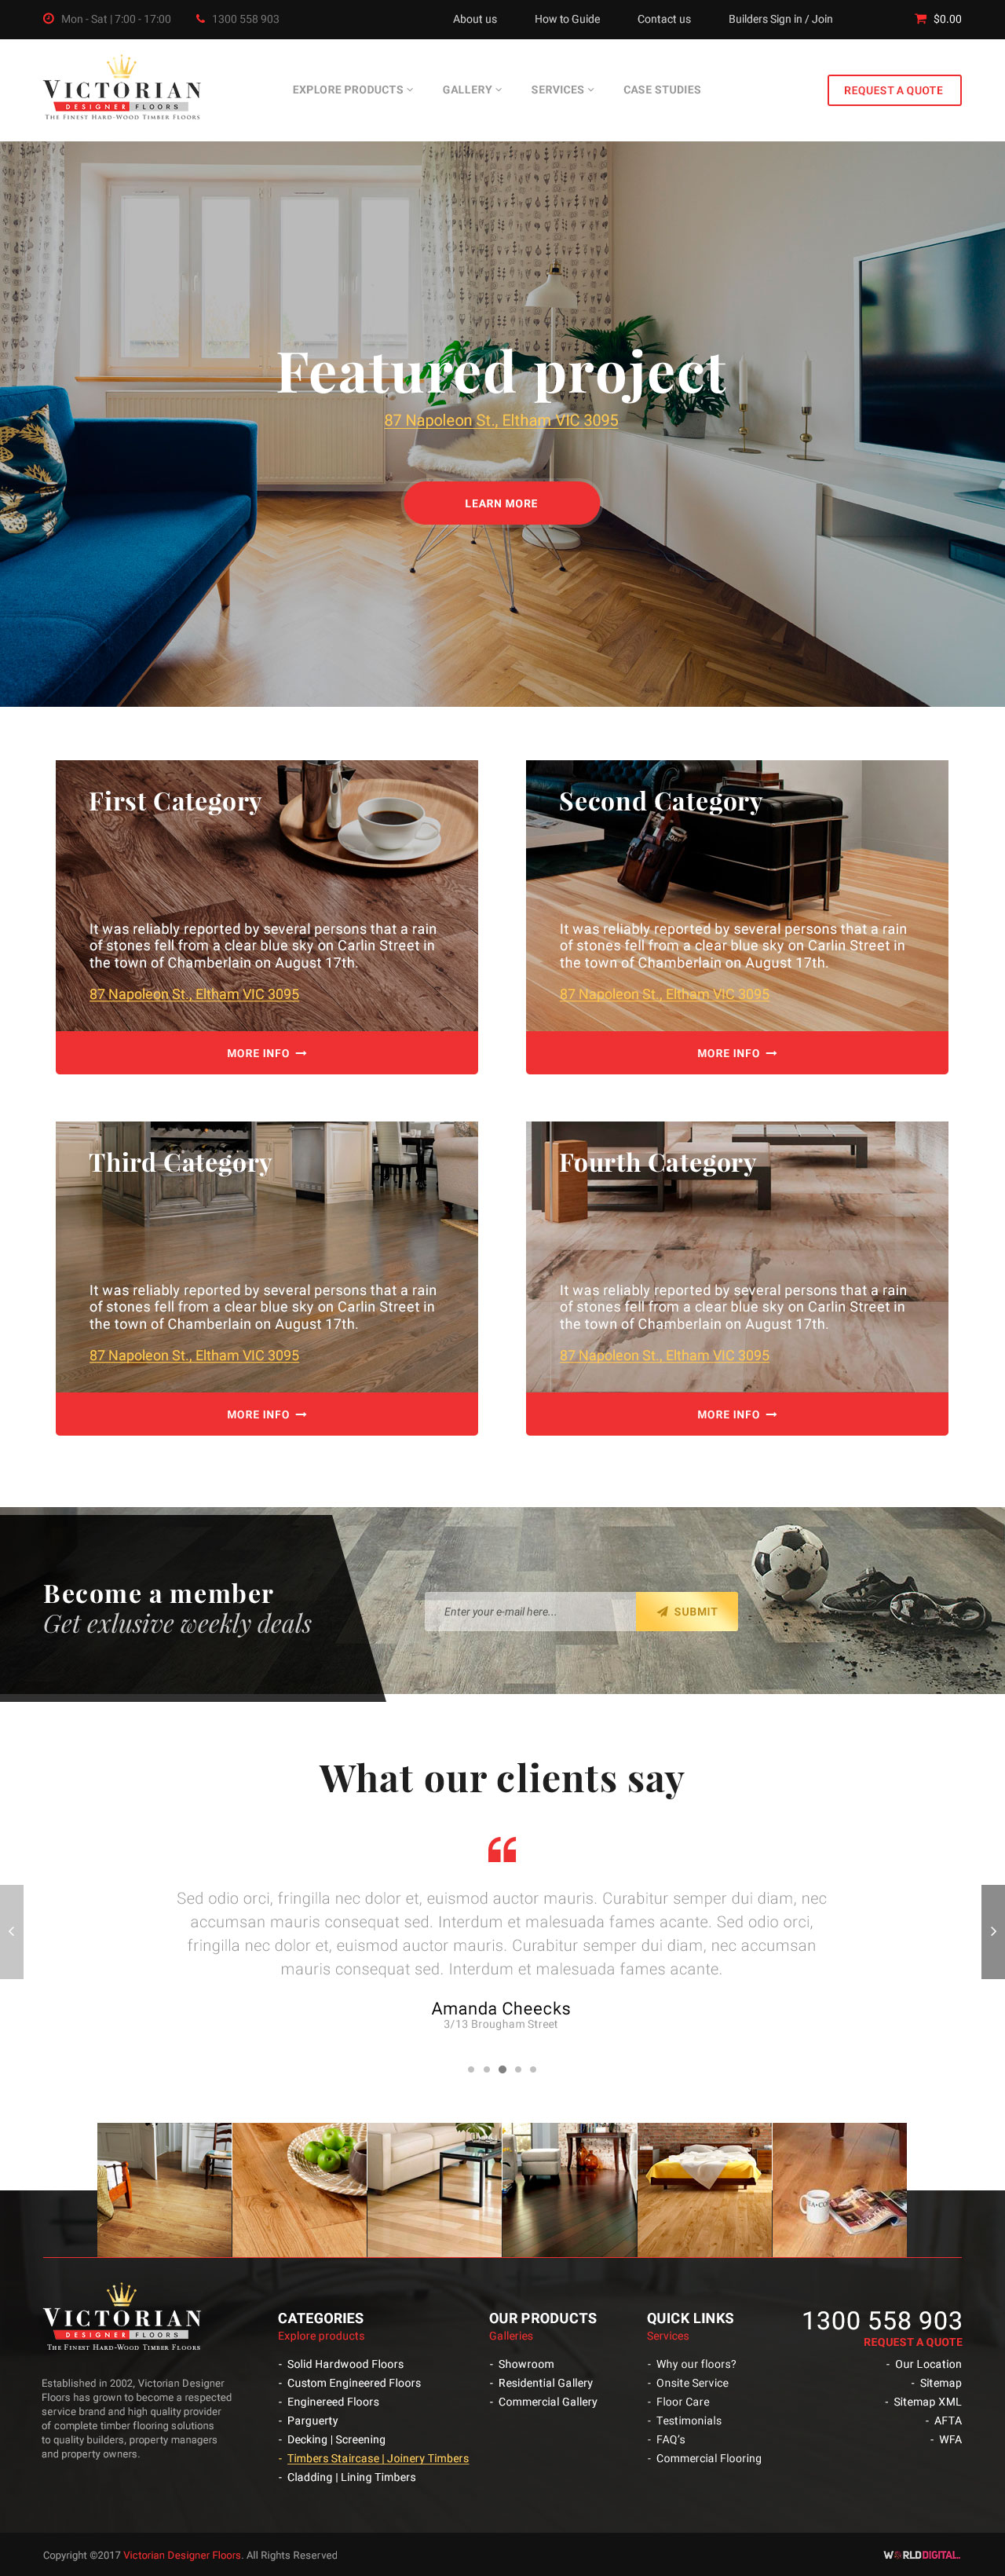 Mon - Sat | 7:00 - 17:00
1300 558 903
About us
How to Guide
Contact us
Builders Sign in / Join
$0.00
VICTORIAN
DESIGNER FLOORS
THE FINEST HARD-WOOD TIMBER FLOORS
EXPLORE PRODUCTS
GALLERY
SERVICES
CASE STUDIES
REQUEST A QUOTE
Featured project
87 Napoleon St., Eltham VIC 3095
LEARN MORE
First Category
It was reliably reported by several persons that a rain
of stones fell from a clear blue sky on Carlin Street in
the town of Chamberlain on August 17th.
87 Napoleon St., Eltham VIC 3095
MORE INFO
Second Category
It was reliably reported by several persons that a rain
of stones fell from a clear blue sky on Carlin Street in
the town of Chamberlain on August 17th.
87 Napoleon St., Eltham VIC 3095
MORE INFO
Third Category
It was reliably reported by several persons that a rain
of stones fell from a clear blue sky on Carlin Street in
the town of Chamberlain on August 17th.
87 Napoleon St., Eltham VIC 3095
MORE INFO
Fourth Category
It was reliably reported by several persons that a rain
of stones fell from a clear blue sky on Carlin Street in
the town of Chamberlain on August 17th.
87 Napoleon St., Eltham VIC 3095
MORE INFO
Become a member
Get exlusive weekly deals
Enter your e-mail here...
SUBMIT
What our clients say
Sed odio orci, fringilla nec dolor et, euismod auctor mauris. Curabitur semper dui diam, nec
accumsan mauris consequat sed. Interdum et malesuada fames acante. Sed odio orci,
fringilla nec dolor et, euismod auctor mauris. Curabitur semper dui diam, nec accumsan
mauris consequat sed. Interdum et malesuada fames acante.
Amanda Cheecks
3/13 Brougham Street
VICTORIAN
DESIGNER FLOORS
THE FINEST HARD-WOOD TIMBER FLOORS
Established in 2002, Victorian Designer
Floors has grown to become a respected
service brand and high quality provider
of complete timber flooring solutions
to quality builders, property managers
and property owners.
CATEGORIES
Explore products
- Solid Hardwood Floors
- Custom Engineered Floors
- Enginereed Floors
- Parguerty
- Decking | Screening
- Timbers Staircase | Joinery Timbers
- Cladding | Lining Timbers
OUR PRODUCTS
Galleries
- Showroom
- Residential Gallery
- Commercial Gallery
QUICK LINKS
Services
- Why our floors?
- Onsite Service
- Floor Care
- Testimonials
- FAQ's
- Commercial Flooring
1300 558 903
REQUEST A QUOTE
- Our Location
- Sitemap
- Sitemap XML
- AFTA
- WFA
Copyright ©2017 Victorian Designer Floors. All Rights Reserved
WORLDDIGITAL.